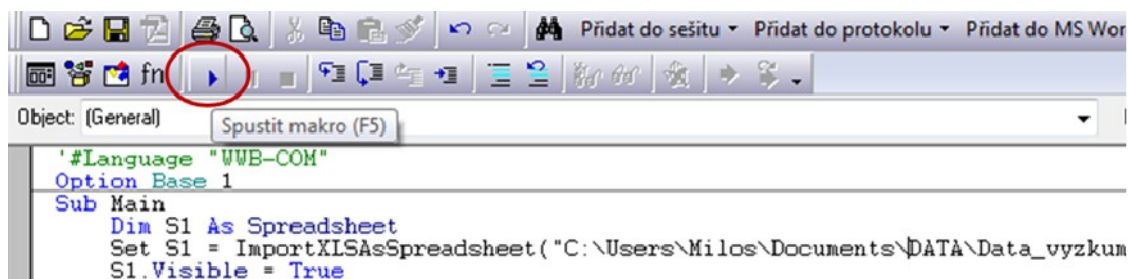 Přidat do sešitu Přidat do protokolu Přidat do MS Wor
fn
Object: (General)
Spustit makro (F5)
'#Language "WWB-COM"
Option Base 1
Sub Main
Dim S1 As Spreadsheet
Set S1 = ImportXLSAsSpreadsheet("C:\Users\Milos\Documents\DATA\Data_vyzkum
S1.Visible = True